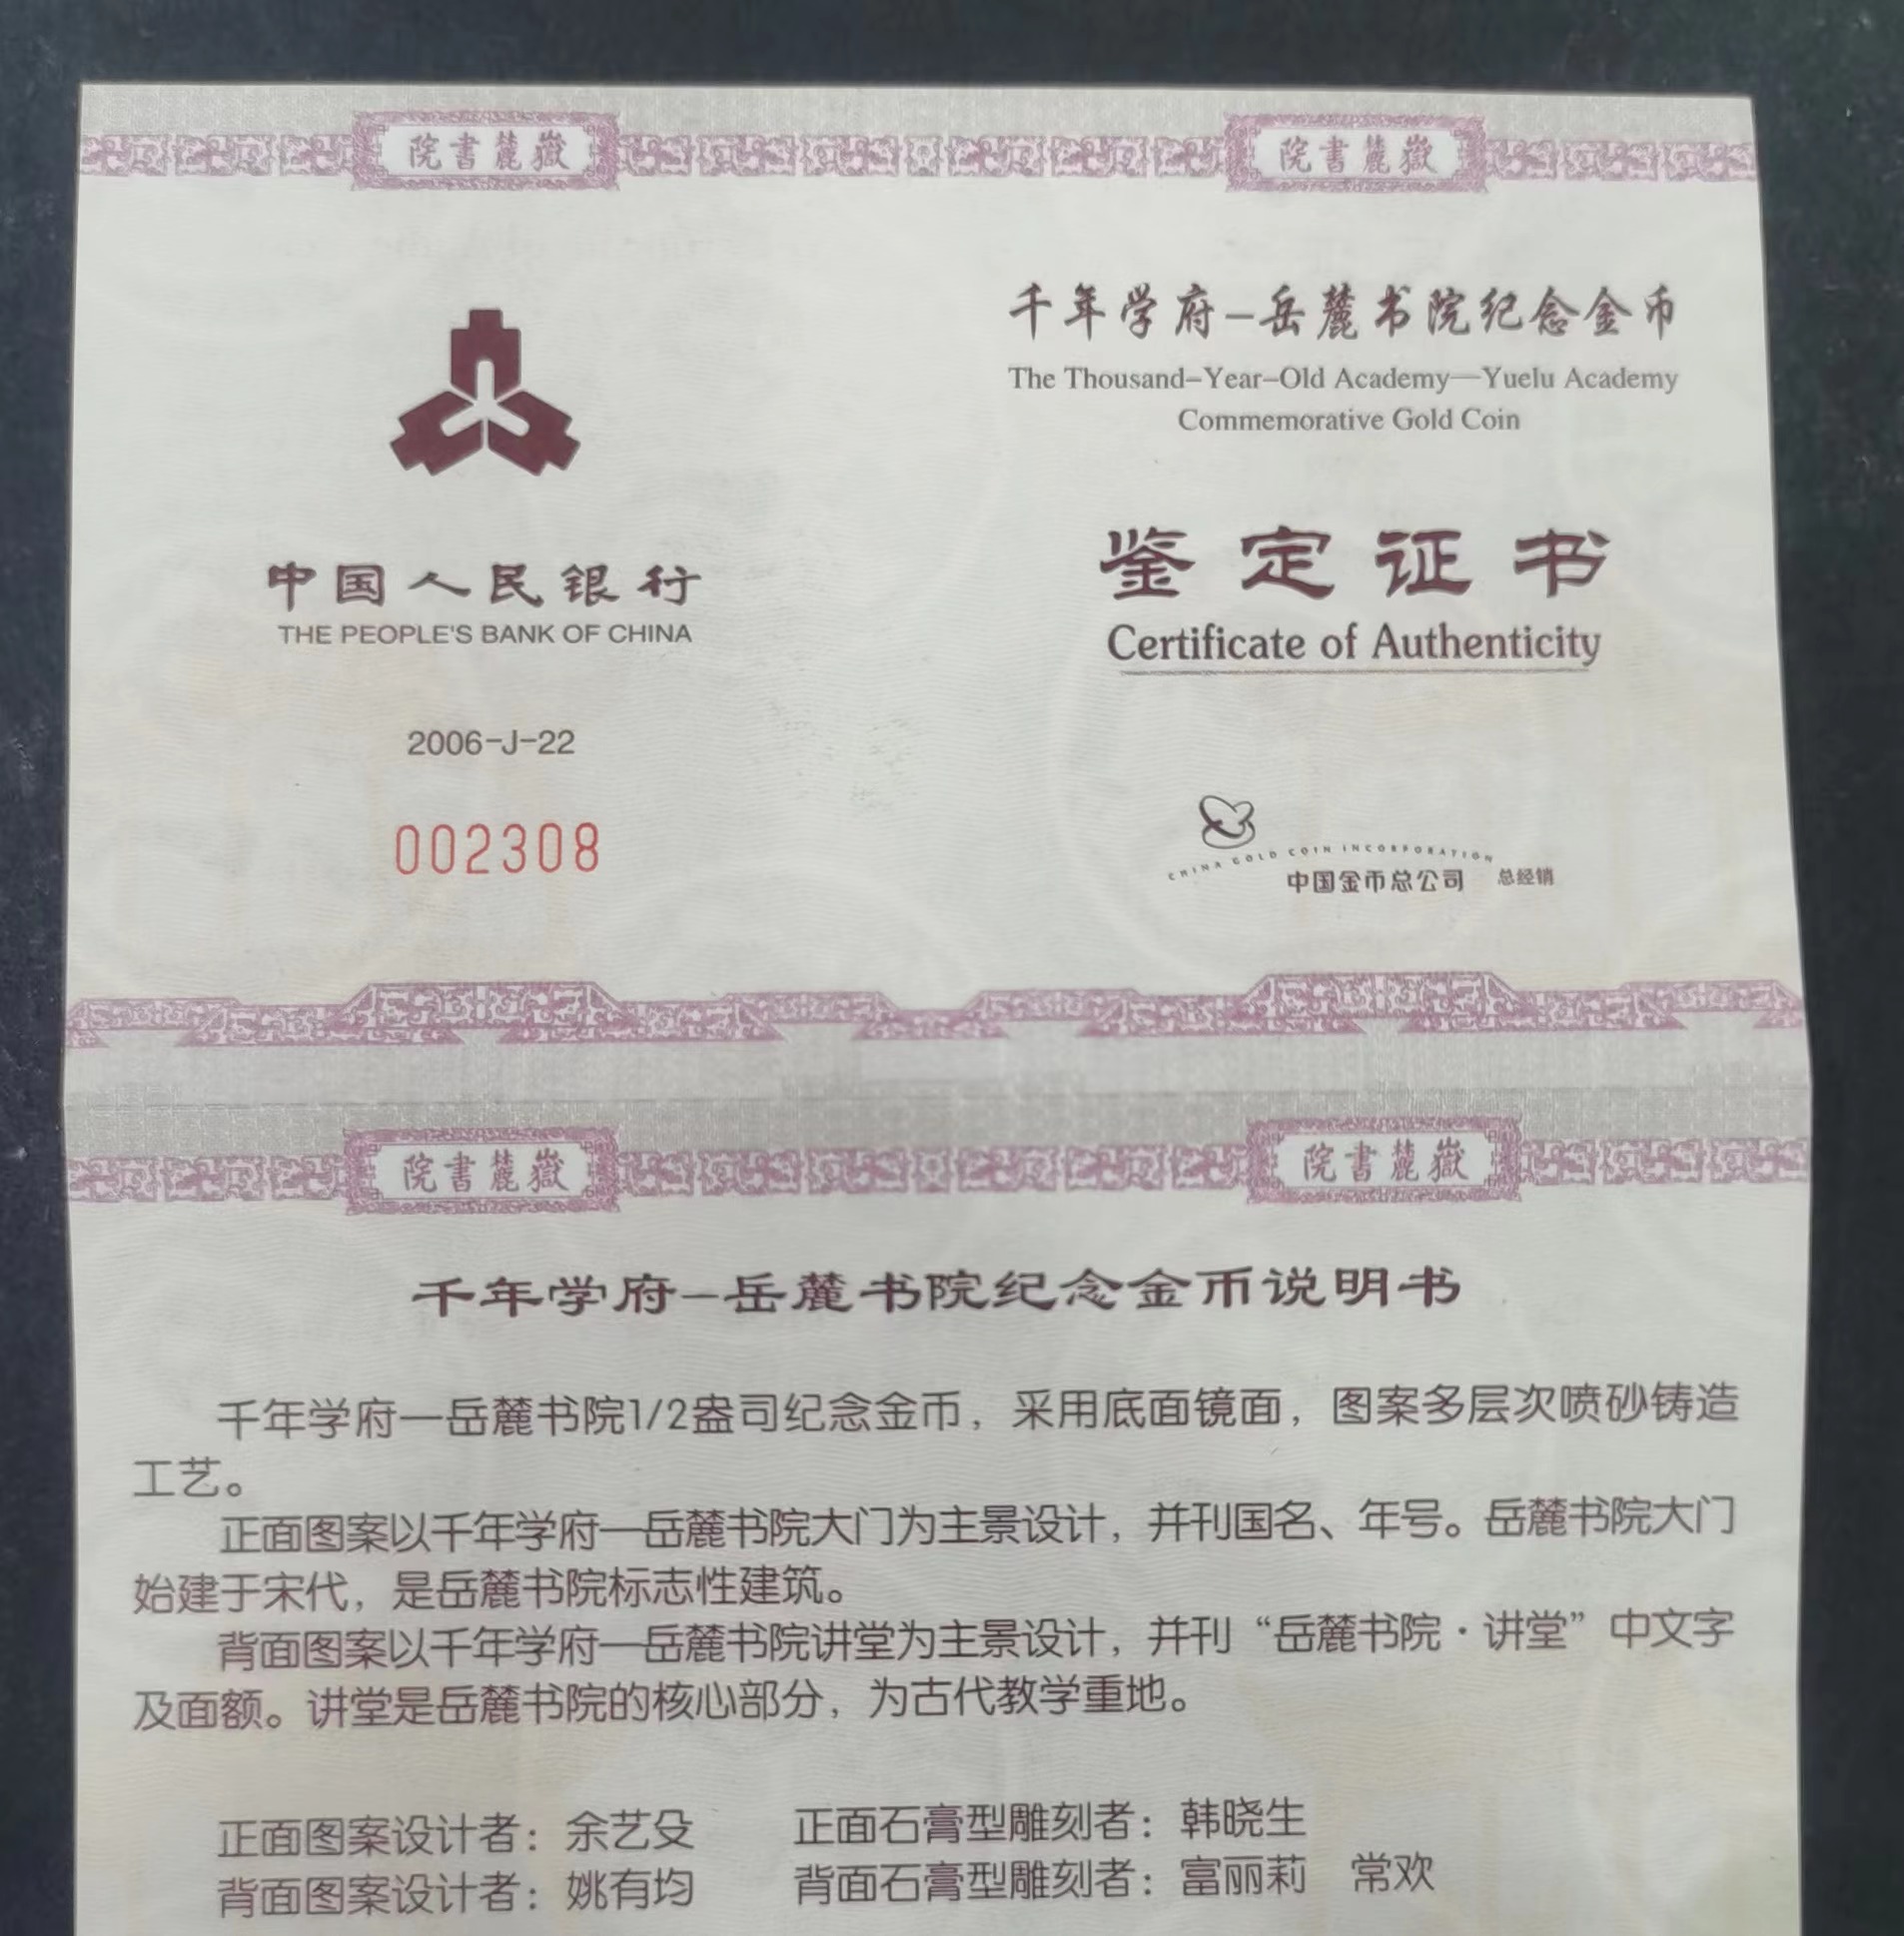 院書麓嶽
院書麓嶽
中国人民银行
THE PEOPLE'S BANK OF CHINA
2006-J-22
002308
千年学府–岳麓书院纪念金币
The Thousand–Year–Old Academy—Yuelu Academy
Commemorative Gold Coin
鉴定证书
Certificate of Authenticity
CHINA GOLD COIN INCORPORATION
中国金币总公司 总经销
院書麓嶽
院書麓嶽
千年学府–岳麓书院纪念金币说明书
千年学府—岳麓书院1/2盎司纪念金币，采用底面镜面，图案多层次喷砂铸造
工艺。
正面图案以千年学府—岳麓书院大门为主景设计，并刊国名、年号。岳麓书院大门
始建于宋代，是岳麓书院标志性建筑。
背面图案以千年学府—岳麓书院讲堂为主景设计，并刊“岳麓书院·讲堂”中文字
及面额。讲堂是岳麓书院的核心部分，为古代教学重地。
正面图案设计者：余艺殳 正面石膏型雕刻者：韩晓生
背面图案设计者：姚有均 背面石膏型雕刻者：富丽莉 常欢